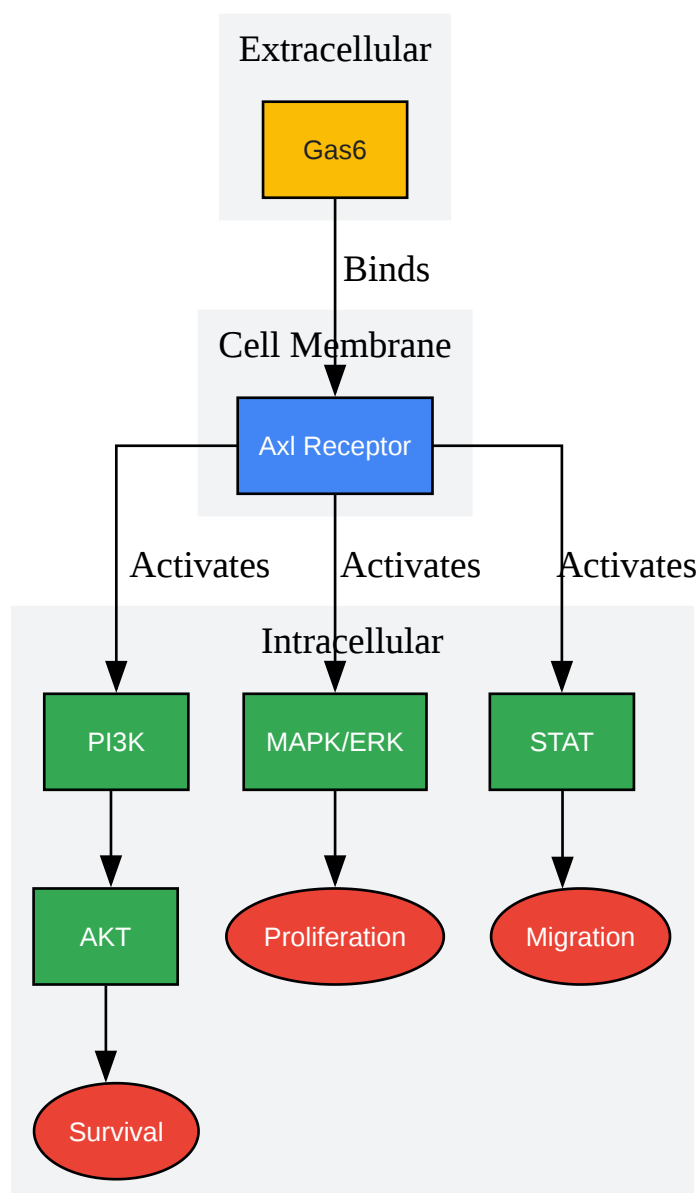 Extracellular
Gas6
Binds
Cell Membrane
Axl Receptor
Activates
Activates
Activates
Intracellular
PI3K
MAPK/ERK
STAT
AKT
Proliferation
Migration
Survival